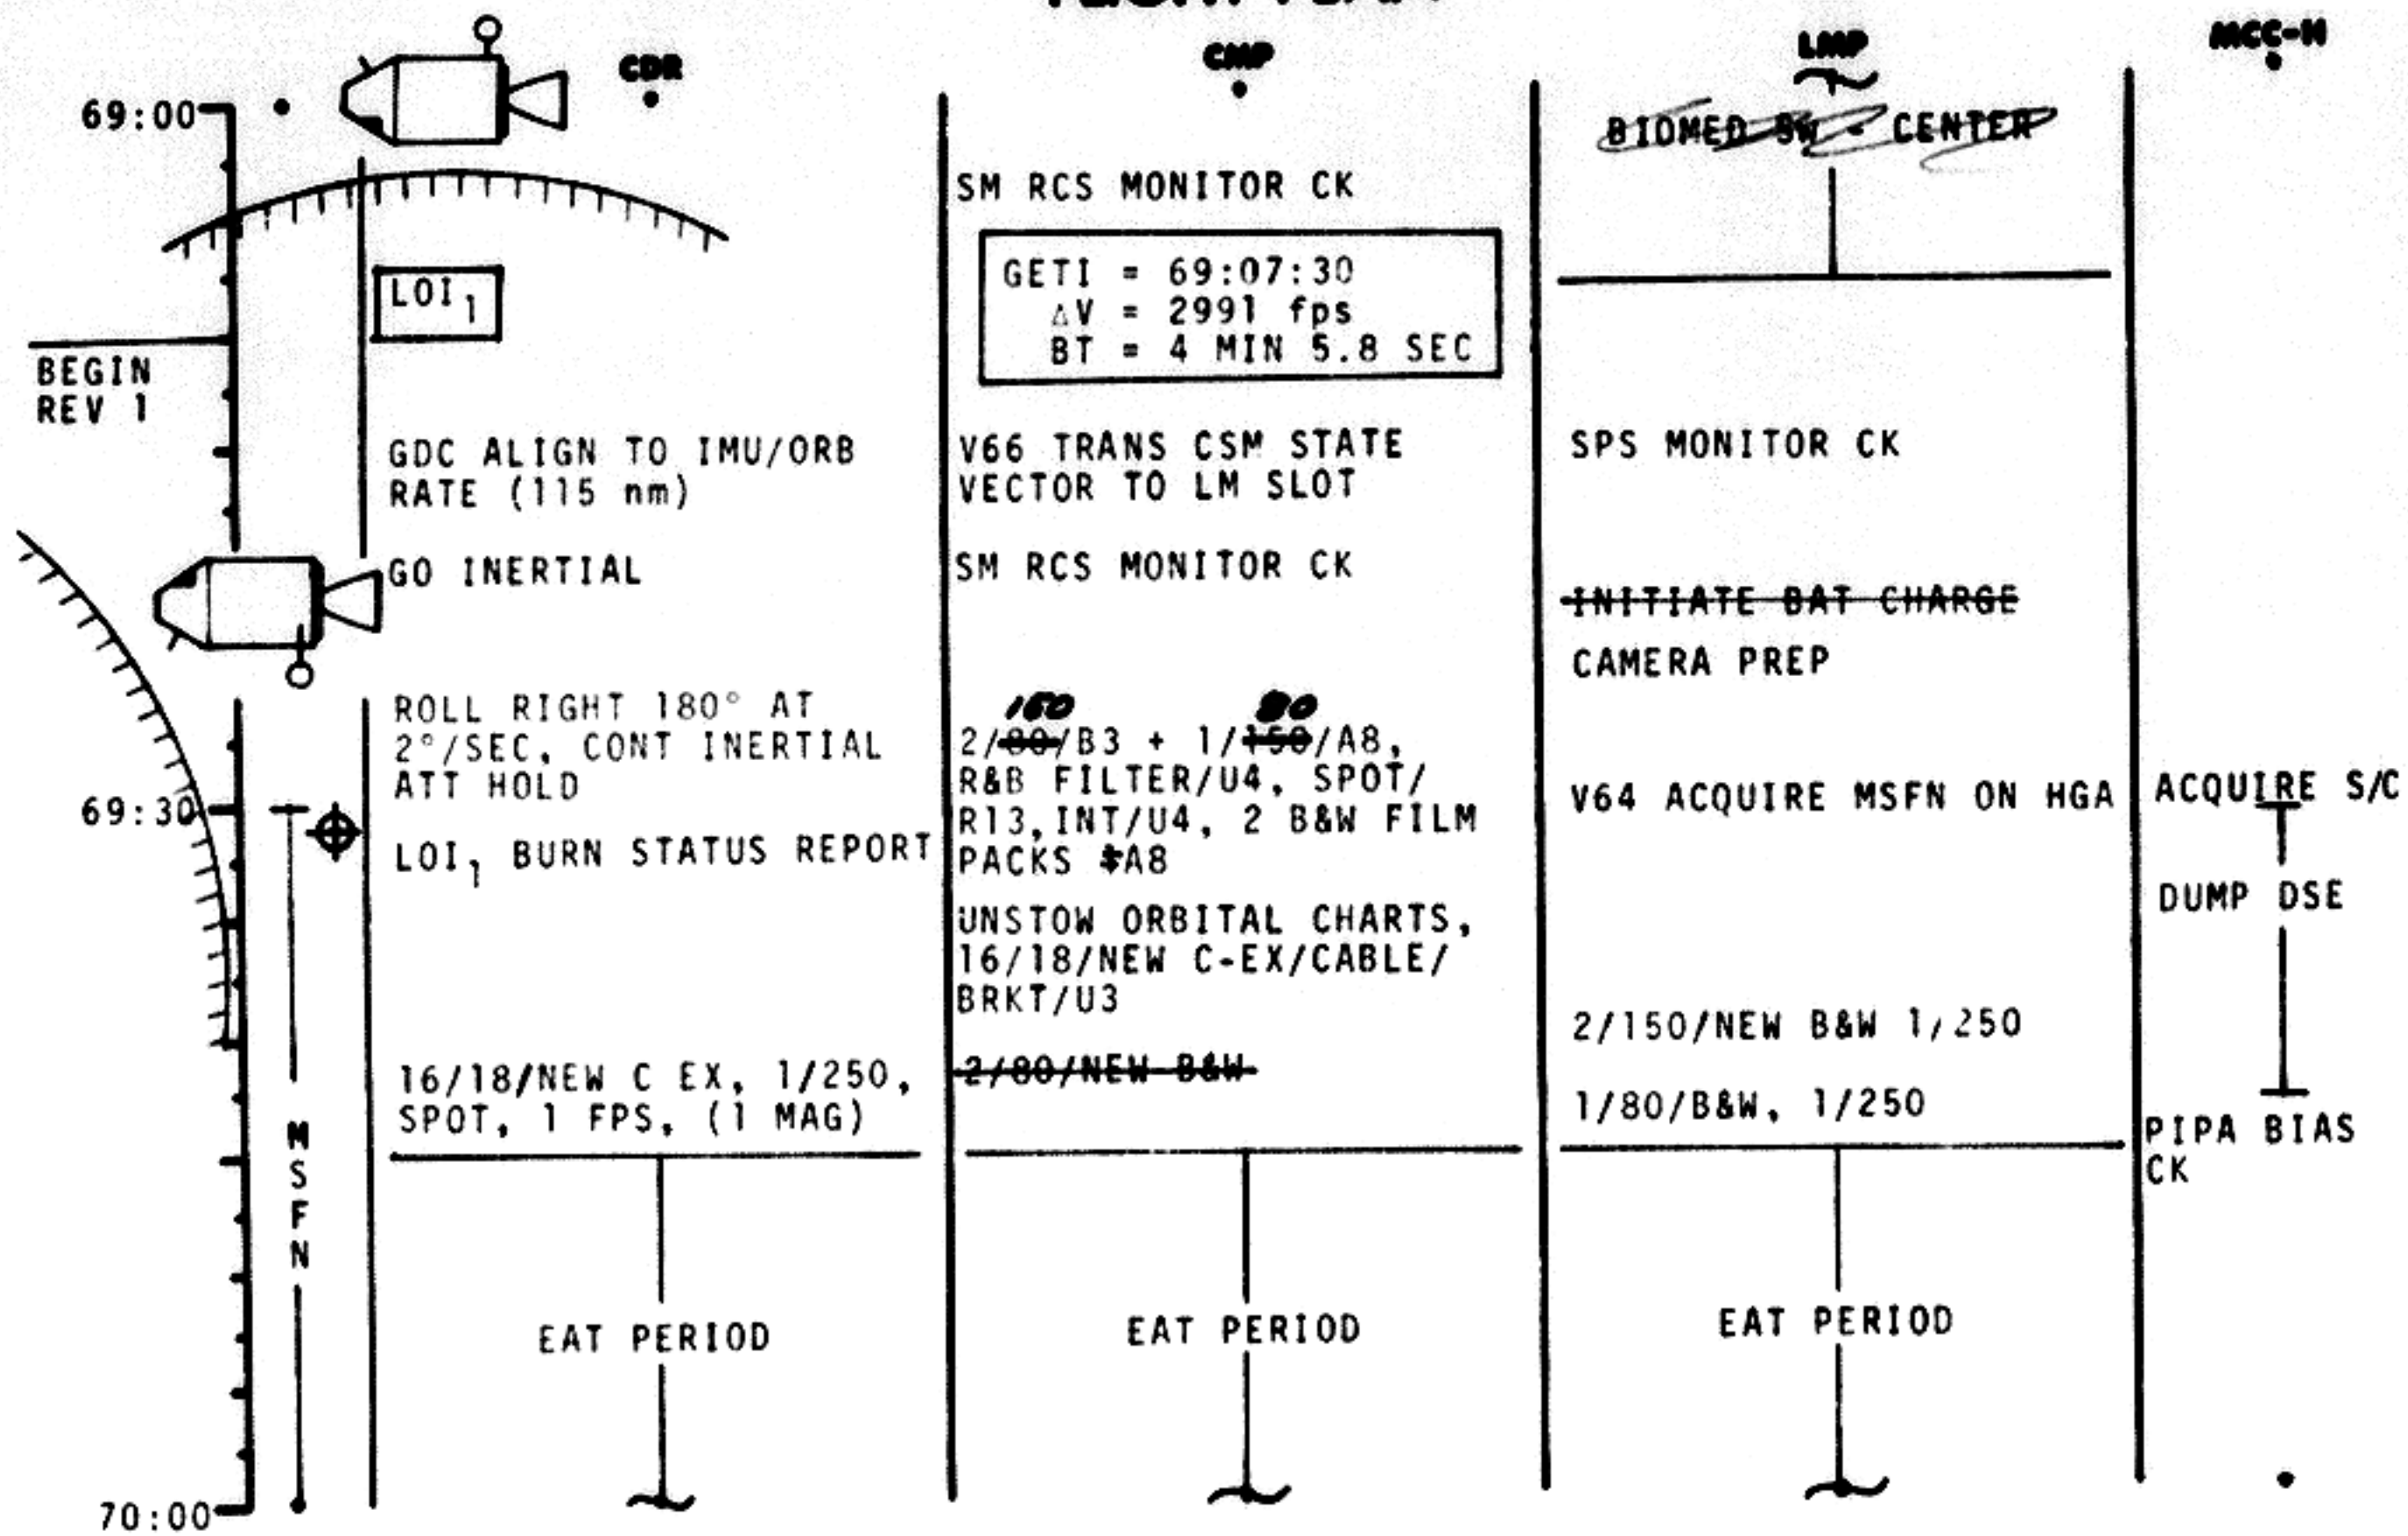 CDR
CMP
LMP
MCC-H
69:00
BIOMED SW - CENTER
SM RCS MONITOR CK
LOI1
GETI = 69:07:30
△V = 2991 fps
BT = 4 MIN 5.8 SEC
BEGIN
REV 1
GDC ALIGN TO IMU/ORB
RATE (115 nm)
V66 TRANS CSM STATE
VECTOR TO LM SLOT
SPS MONITOR CK
GO INERTIAL
SM RCS MONITOR CK
INITIATE BAT CHARGE
CAMERA PREP
ROLL RIGHT 180° AT
2°/SEC, CONT INERTIAL
ATT HOLD
150 80
2/80/B3 + 1/150/A8,
R&B FILTER/U4, SPOT/
R13, INT/U4, 2 B&W FILM
PACKS A8
69:30
V64 ACQUIRE MSFN ON HGA
ACQUIRE S/C
LOI1 BURN STATUS REPORT
DUMP DSE
UNSTOW ORBITAL CHARTS,
16/18/NEW C-EX/CABLE/
BRKT/U3
2/150/NEW B&W 1/250
16/18/NEW C EX, 1/250,
SPOT, 1 FPS, (1 MAG)
2/80/NEW B&W
1/80/B&W, 1/250
PIPA BIAS
CK
M
S
F
N
EAT PERIOD
EAT PERIOD
EAT PERIOD
70:00